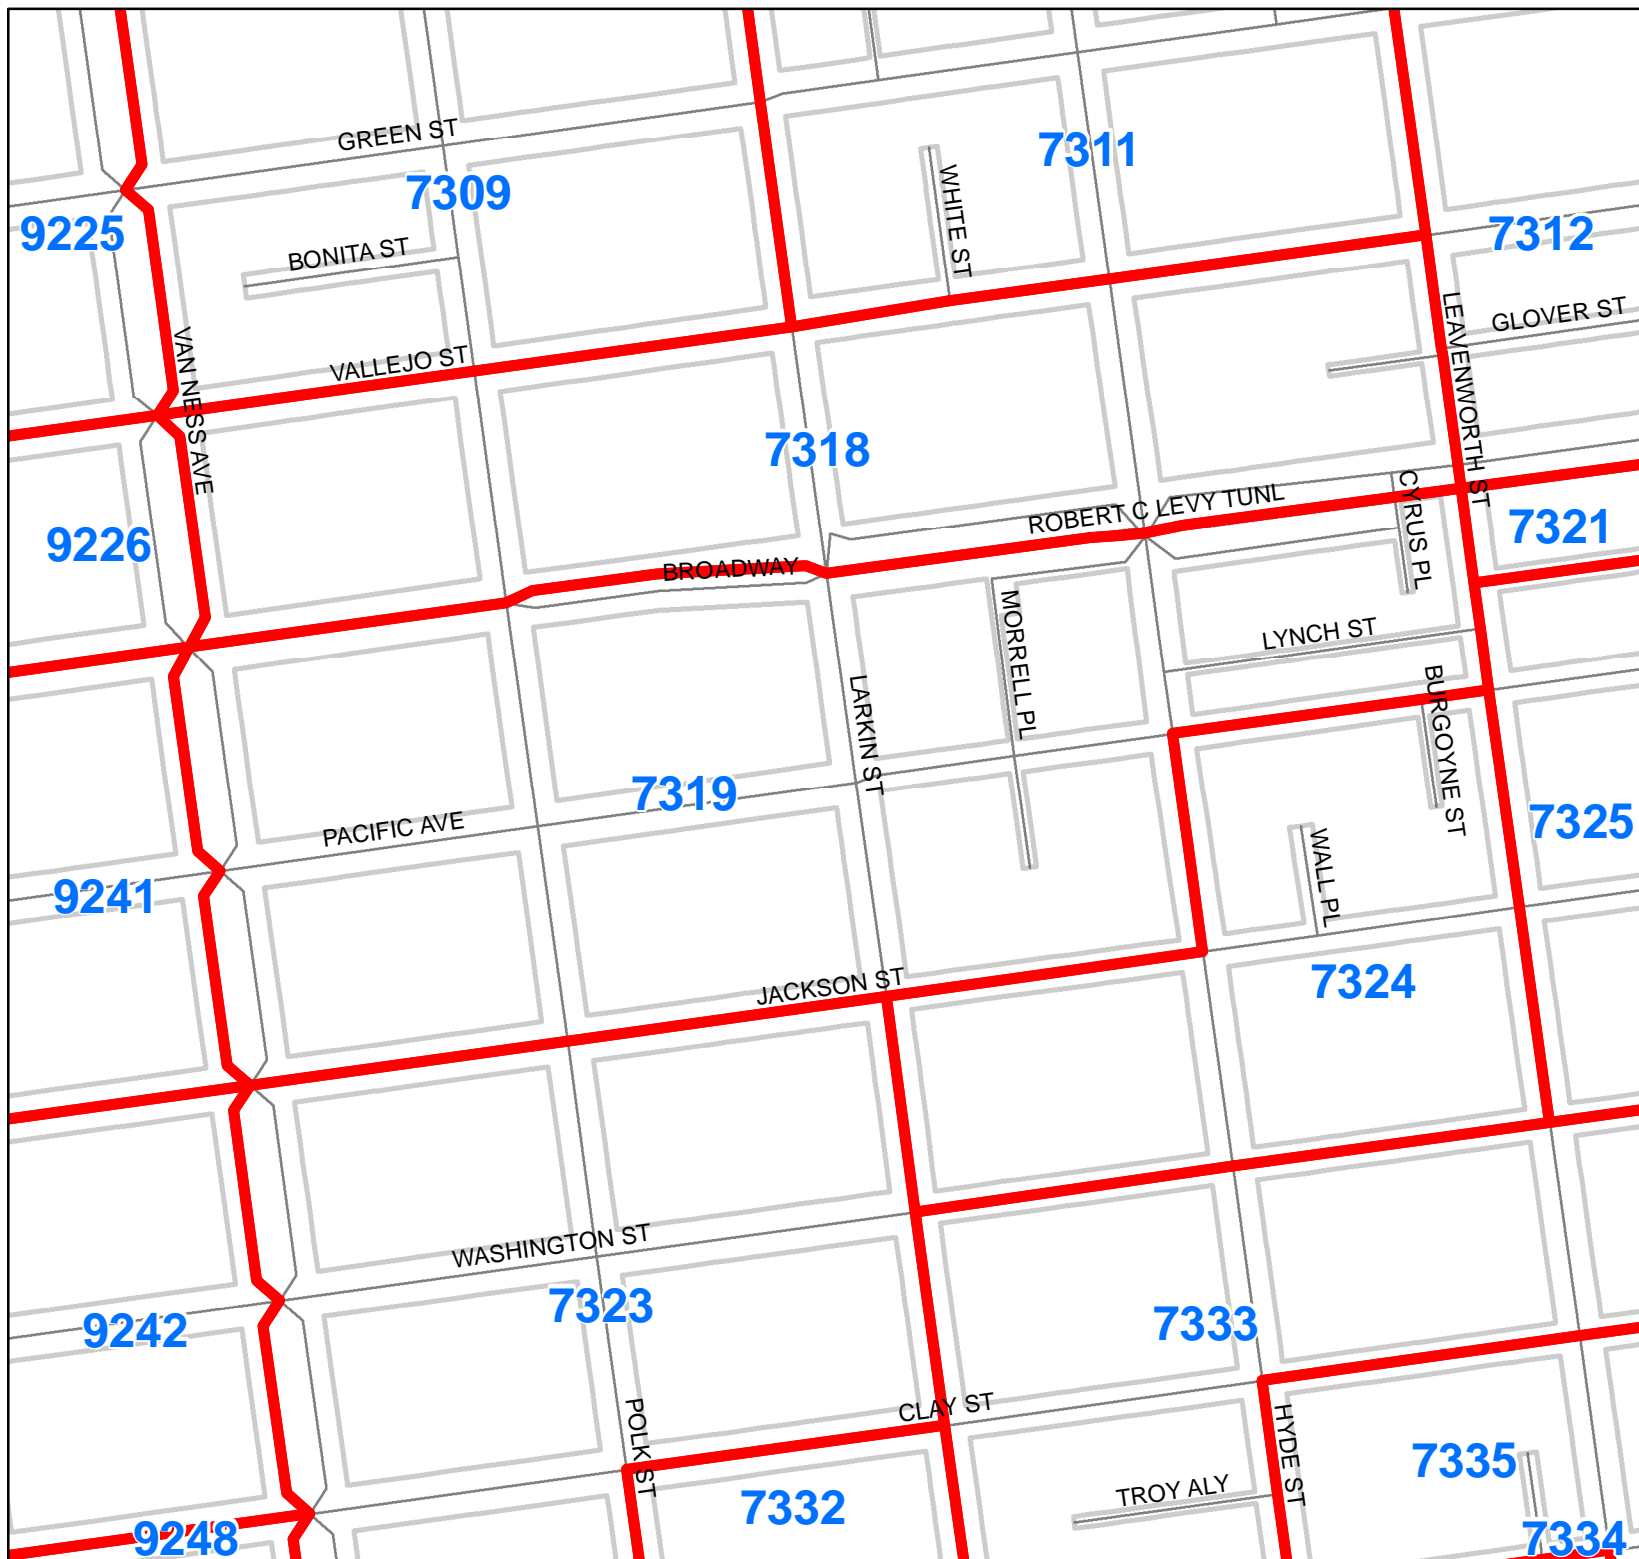 GREEN ST
7311
7309
WHITE ST
9225
7312
BONITA ST
GLOVER ST
VAN NESS AVE
VALLEJO ST
LEAVENWORTH ST
7318
ROBERT C LEVY TUNL
CYRUS PL
7321
9226
BROADWAY
MORRELL PL
LYNCH ST
LARKIN ST
BURGOYNE ST
7319
PACIFIC AVE
7325
WALL PL
9241
JACKSON ST
7324
WASHINGTON ST
7323
9242
7333
CLAY ST
POLK ST
HYDE ST
7335
TROY ALY
7332
9248
7334